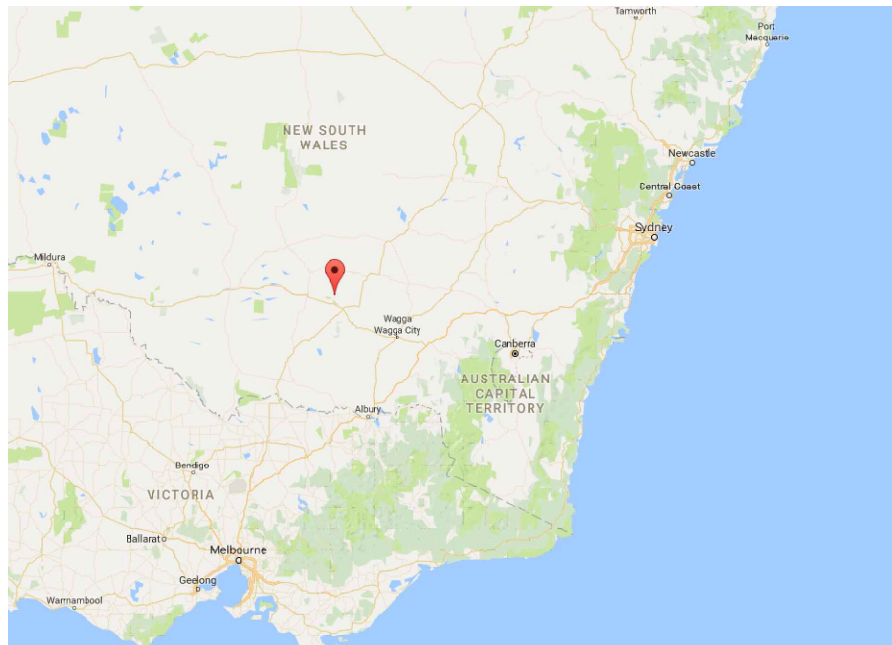 Tamworth
Port
Macquarie
NEW SOUTH
WALES
Newcastle
Central Coast
Sydney
Mildura
Wagga
Wagga City
Canberra
AUSTRALIAN
CAPITAL
TERRITORY
Albury
Bendigo
VICTORIA
Ballarat
Melbourne
Geelong
Warrnambool